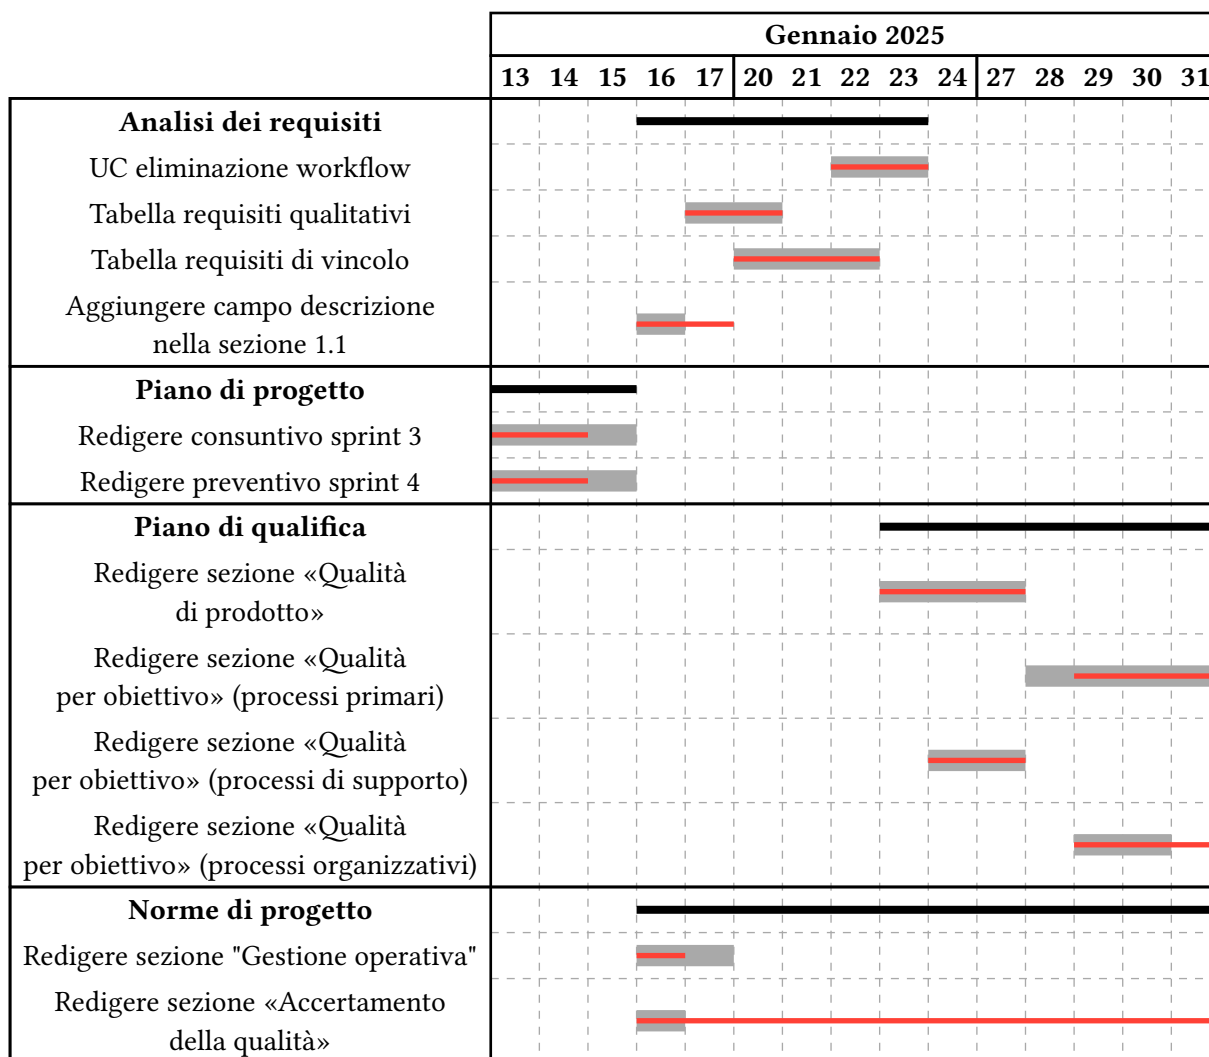 Gennaio 2025
13 14 15 16 17 20 21 22 23 24 27 28 29 30 31
Analisi dei requisiti
UC eliminazione workflow
Tabella requisiti qualitativi
Tabella requisiti di vincolo
Aggiungere campo descrizione
nella sezione 1.1
Piano di progetto
Redigere consuntivo sprint 3
Redigere preventivo sprint 4
Piano di qualifica
Redigere sezione «Qualità
di prodotto»
Redigere sezione «Qualità
per obiettivo» (processi primari)
Redigere sezione «Qualità
per obiettivo» (processi di supporto)
Redigere sezione «Qualità
per obiettivo» (processi organizzativi)
Norme di progetto
Redigere sezione "Gestione operativa"
Redigere sezione «Accertamento
della qualità»